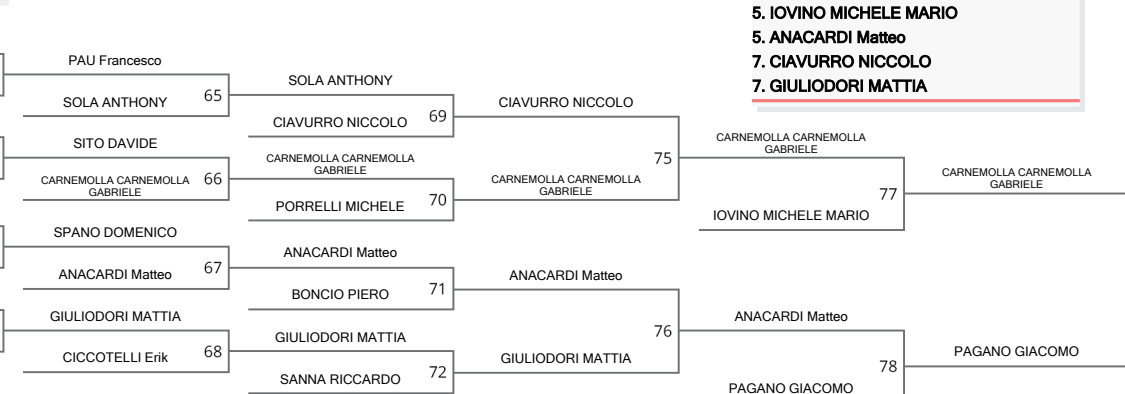 5. IOVINO MICHELE MARIO
5. ANACARDI Matteo
7. CIAVURRO NICCOLO
7. GIULIODORI MATTIA
PAU Francesco
SOLA ANTHONY
65
SOLA ANTHONY
CIAVURRO NICCOLO
69
CIAVURRO NICCOLO
SITO DAVIDE
CARNEMOLLA CARNEMOLLA
GABRIELE
66
CARNEMOLLA CARNEMOLLA
GABRIELE
PORRELLI MICHELE
70
CARNEMOLLA CARNEMOLLA
GABRIELE
75
CARNEMOLLA CARNEMOLLA
GABRIELE
IOVINO MICHELE MARIO
77
CARNEMOLLA CARNEMOLLA
GABRIELE
SPANO DOMENICO
ANACARDI Matteo
67
ANACARDI Matteo
BONCIO PIERO
71
ANACARDI Matteo
GIULIODORI MATTIA
CICCOTELLI Erik
68
GIULIODORI MATTIA
SANNA RICCARDO
72
GIULIODORI MATTIA
76
ANACARDI Matteo
PAGANO GIACOMO
78
PAGANO GIACOMO